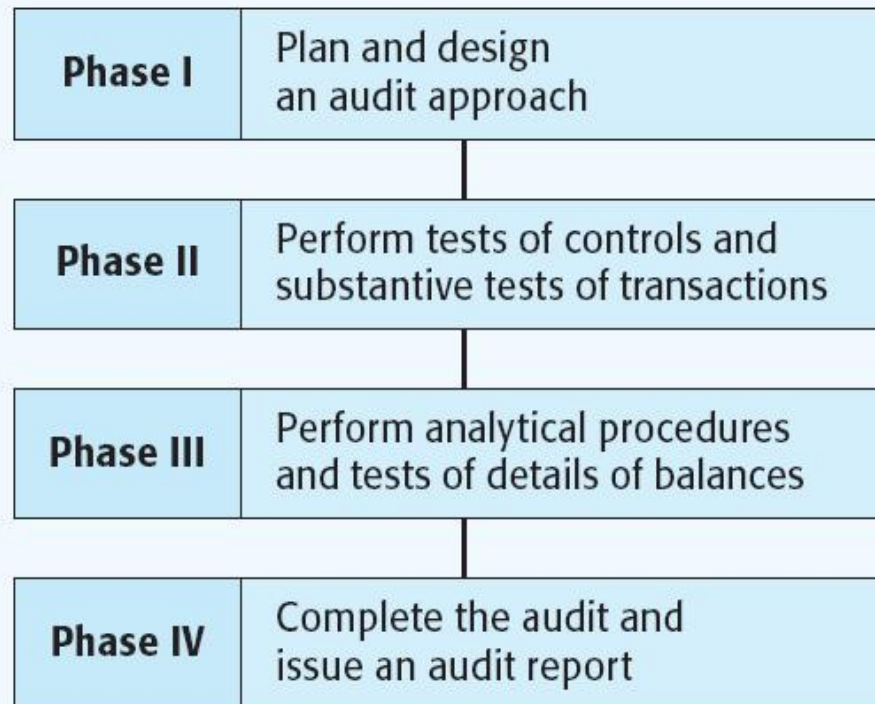 Phase I
Plan and design
an audit approach
Phase II
Perform tests of controls and
substantive tests of transactions
Phase III
Perform analytical procedures
and tests of details of balances
Phase IV
Complete the audit and
issue an audit report